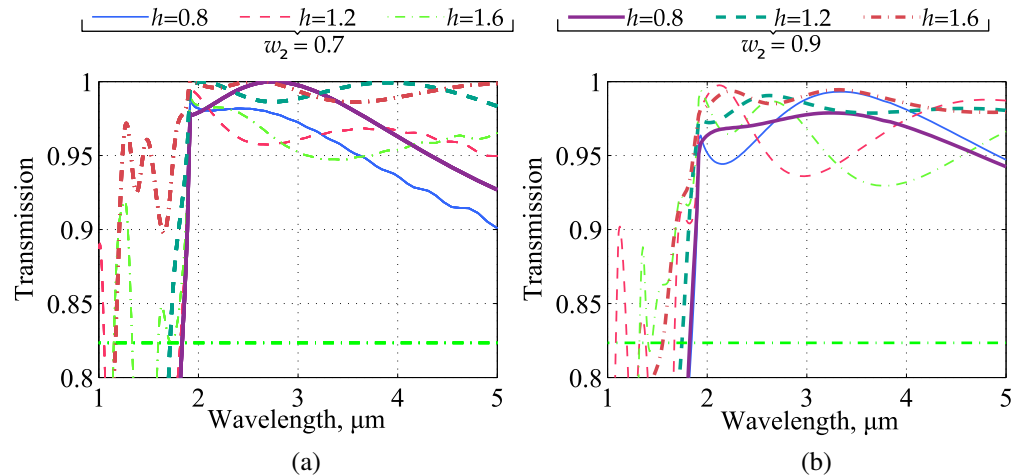 h=0.8 h=1.2 h=1.6 h=0.8 h=1.2 h=1.6
w2 = 0.7 w2 = 0.9
1 1
0.95 0.95
0.9 0.9
0.85 0.85
0.8 0.8
Transmission Transmission
1 2 3 4 5 1 2 3 4 5
Wavelength, μm Wavelength, μm
(a) (b)